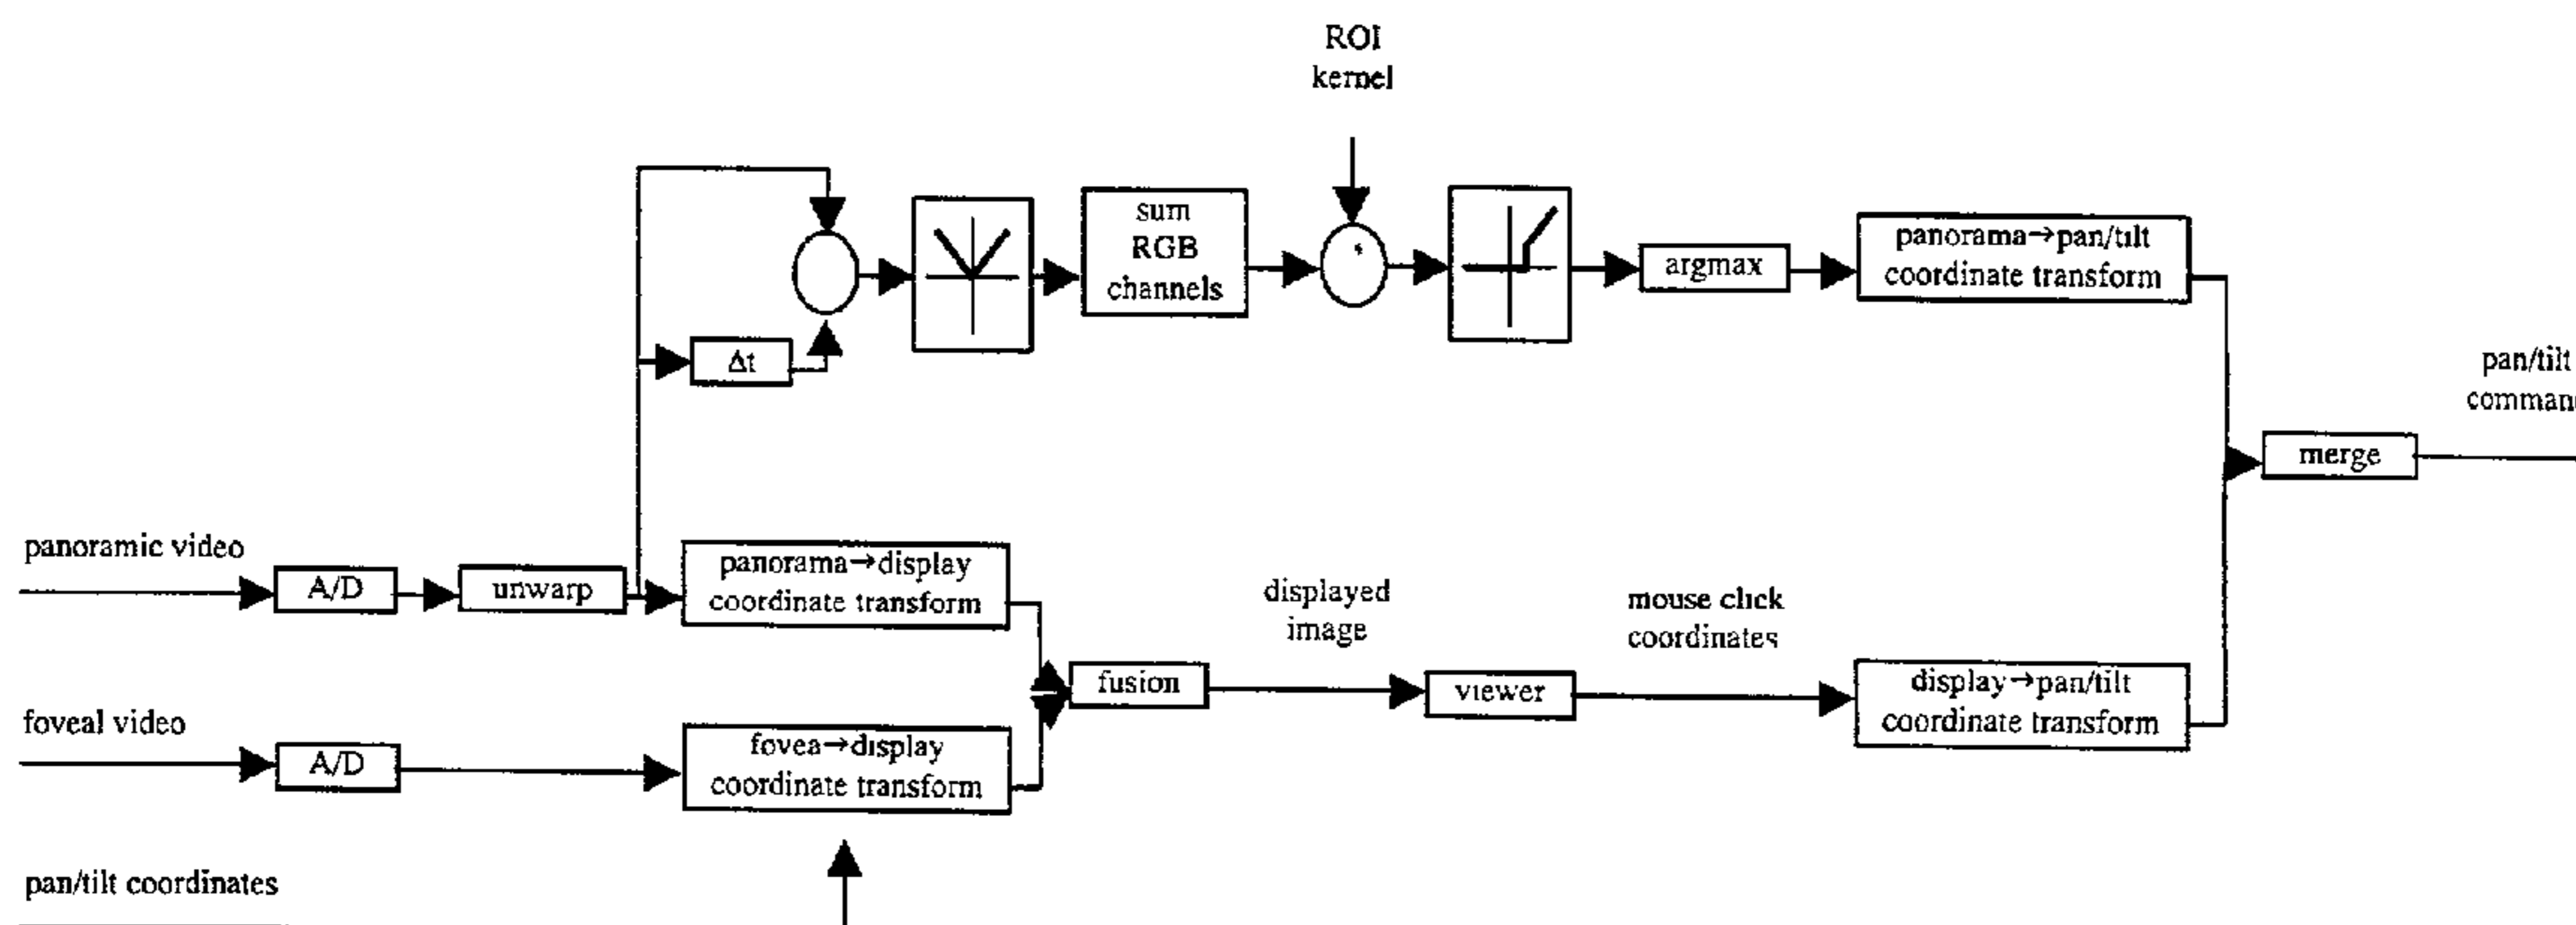 ROI
kernel
sum
RGB
channels
*
argmax
panorama→pan/tilt
coordinate transform
Δt
pan/tilt
merge
panoramic video
A/D
unwarp
panorama→display
coordinate transform
displayed
image
mouse click
coordinates
fusion
viewer
display→pan/tilt
coordinate transform
foveal video
A/D
fovea→display
coordinate transform
pan/tilt coordinates